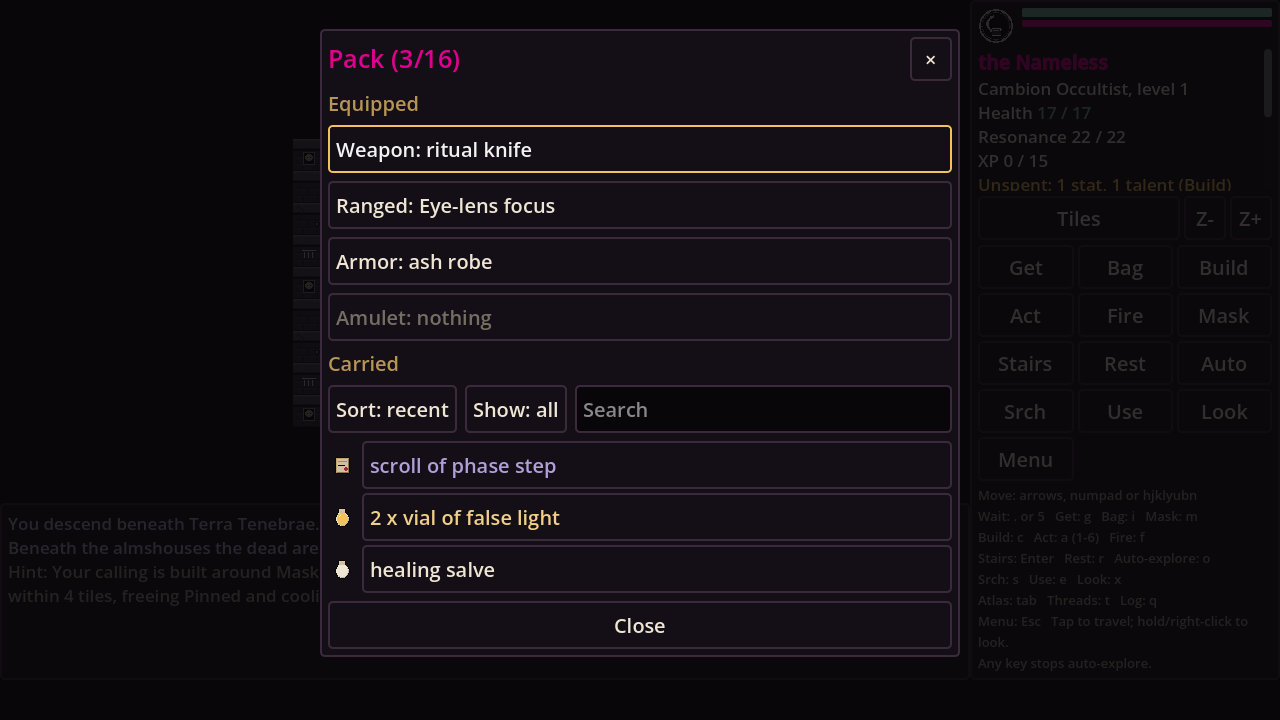 Pack (3/16)
×
Equipped
Weapon: ritual knife
Ranged: Eye-lens focus
Armor: ash robe
Amulet: nothing
Carried
Sort: recent
Show: all
Search
scroll of phase step
2 x vial of false light
healing salve
Close
You descend beneath Terra Tenebrae.
Beneath the almshouses the dead are
Hint: Your calling is built around Mask
within 4 tiles, freeing Pinned and cooli
the Nameless
Cambion Occultist, level 1
Health 17 / 17
Resonance 22 / 22
XP 0 / 15
Unspent: 1 stat, 1 talent (Build)
Tiles Z- Z+
Get Bag Build
Act Fire Mask
Stairs Rest Auto
Srch Use Look
Menu
Move: arrows, numpad or hjklyubn
Wait: . or 5 Get: g Bag: i Mask: m
Build: c Act: a (1-6) Fire: f
Stairs: Enter Rest: r Auto-explore: o
Srch: s Use: e Look: x
Atlas: tab Threads: t Log: q
Menu: Esc Tap to travel; hold/right-click to
look.
Any key stops auto-explore.